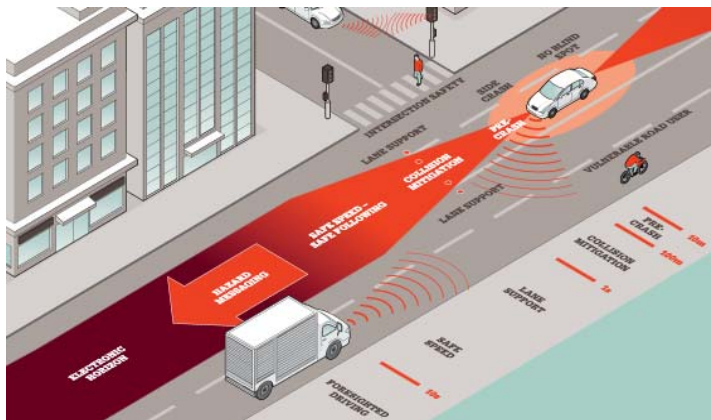 NO BLIND
SPOT
SIDE
CRASH
INTERSECTION SAFETY
PRE-
CRASH
LANE SUPPORT
VULNERABLE ROAD USER
COLLISION
MITIGATION
LANE SUPPORT
SAFE SPEED –
SAFE FOLLOWING
HAZARD
MESSAGING
ELECTRONIC
HORIZON
PRE-
CRASH
50m
COLLISION
MITIGATION
500m
LANE
SUPPORT
1s
SAFE
SPEED
10s
FORESIGHTED
DRIVING